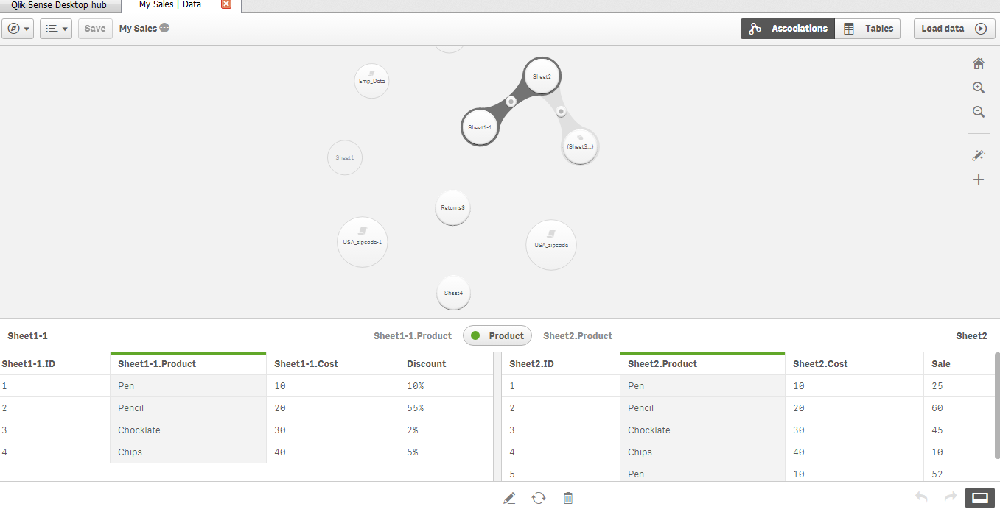 Qlik Sense Desktop hub
My Sales | Data ...
Save
My Sales
Associations
Tables
Load data
Sheet2
Emp_Data
Sheet1-1
{Sheet3...}
Sheet1
Returns$
USA_zipcode-1
USA_zipcode
Sheet4
Sheet1-1 Sheet1-1.Product Product Sheet2.Product Sheet2
Sheet1-1.ID Sheet1-1.Product Sheet1-1.Cost Discount Sheet2.ID Sheet2.Product Sheet2.Cost Sale
1 Pen 10 10% 1 Pen 10 25
2 Pencil 20 55% 2 Pencil 20 60
3 Chocklate 30 2% 3 Chocklate 30 45
4 Chips 40 5% 4 Chips 40 10
5 Pen 10 52